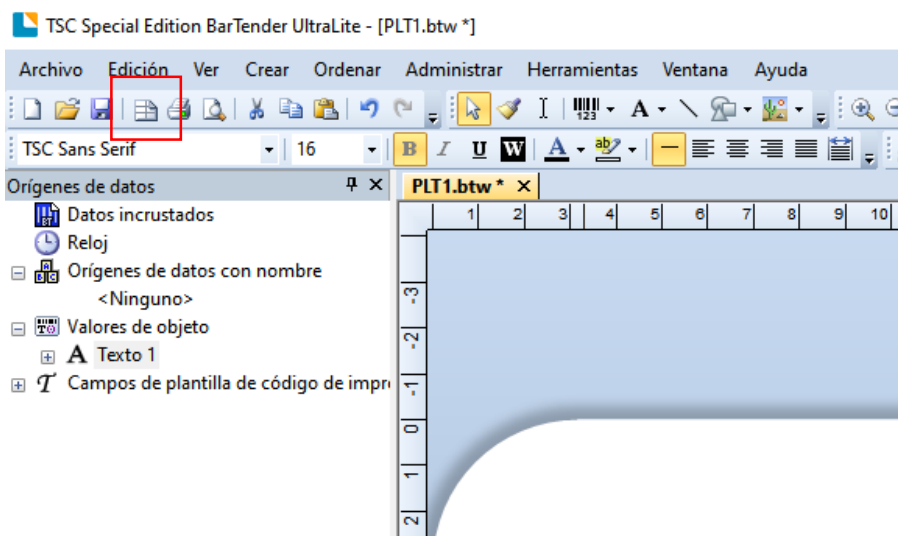 TSC Special Edition BarTender UltraLite - [PLT1.btw *]
Archivo Edición Ver Crear Ordenar Administrar Herramientas Ventana Ayuda
123 A
TSC Sans Serif 16 B I U W A ab
Orígenes de datos
PLT1.btw *
Datos incrustados
1 2 3 4 5 6 7 8 9 10
Reloj
Orígenes de datos con nombre
<Ninguno>
-3
Valores de objeto
-2
A Texto 1
T Campos de plantilla de código de impre
-1
0
1
2